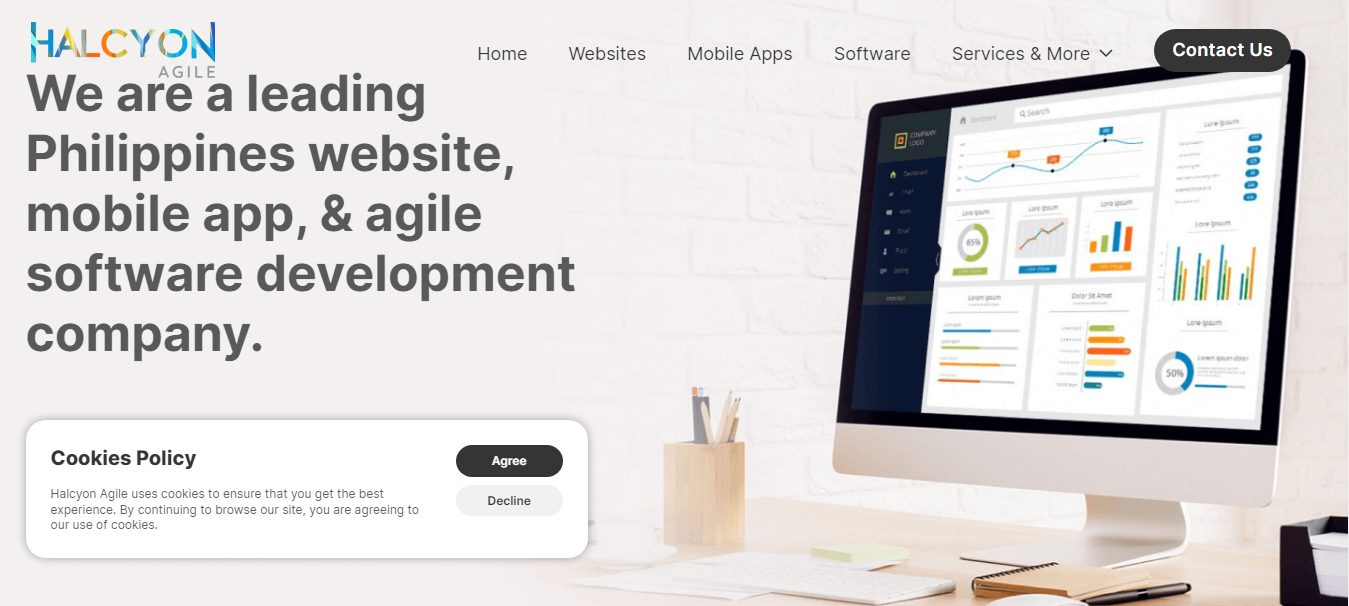 HALCYON
AGILE
Home Websites Mobile Apps Software Services & More Contact Us
We are a leading
Philippines website,
mobile app, & agile
software development
company.
Cookies Policy
Agree
Halcyon Agile uses cookies to ensure that you get the best
experience. By continuing to browse our site, you are agreeing to
our use of cookies.
Decline
COMPANY
LOGO
Dashboard
Search
Dashboard
Lore Ipsum
Lore Ipsum
Lore Ipsum
Lore Ipsum
65%
Lorem Ipsum
Dolor Sit Amet
Lore Ipsum
Lore Ipsum
50%
Lorem ipsum dolor